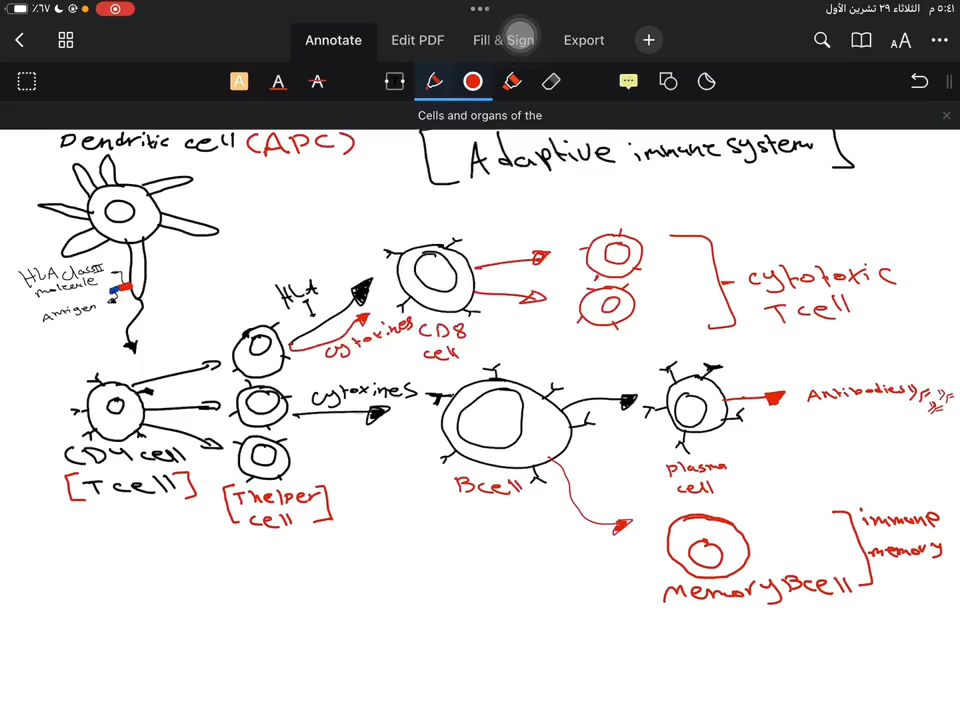 ٪٦٧
٥:٤١ م الثلاثاء ٢٩ تشرين الأول
Annotate
Edit PDF
Fill & Sign
Export
Cells and organs of the
Dendritic cell (APC)
[Adaptive immune system]
HLA class II
molecule
Antigen
HLA
I
cytoxines
CD8
cell
cytotoxic
T cell
CD4 cell
[T cell]
[T helper
cell]
cytoxines
B cell
plasma
cell
Antibodies
memory B cell
immune
memory